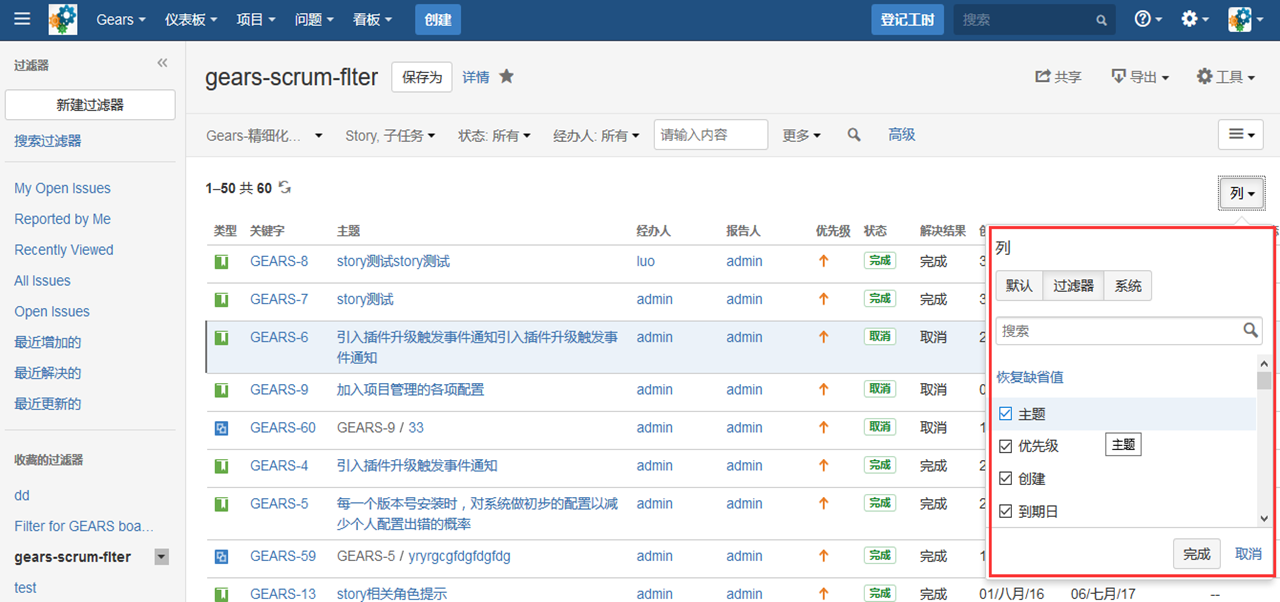 Gears 仪表板 项目 问题 看板 创建 登记工时 搜索
过滤器
新建过滤器
搜索过滤器
My Open Issues
Reported by Me
Recently Viewed
All Issues
Open Issues
最近增加的
最近解决的
最近更新的
收藏的过滤器
dd
Filter for GEARS boa...
gears-scrum-flter
test
gears-scrum-flter 保存为 详情 共享 导出 工具
Gears-精细化... Story, 子任务 状态: 所有 经办人: 所有 请输入内容 更多 高级
1–50 共 60 列
类型 关键字 主题 经办人 报告人 优先级 状态 解决结果
GEARS-8 story测试story测试 luo admin 完成 完成 3
GEARS-7 story测试 admin admin 完成 完成 3
GEARS-6 引入插件升级触发事件通知引入插件升级触发事 admin admin 取消 取消 2
件通知
GEARS-9 加入项目管理的各项配置 admin admin 取消 取消 0
GEARS-60 GEARS-9 / 33 admin admin 取消 取消 1
GEARS-4 引入插件升级触发事件通知 admin admin 完成 完成 2
GEARS-5 每一个版本号安装时，对系统做初步的配置以减 admin admin 完成 完成 2
少个人配置出错的概率
GEARS-59 GEARS-5 / yryrgcgfdgfdgfdg admin admin 完成 完成 1
GEARS-13 story相关角色提示 admin admin 完成 完成 01/八月/16 06/七月/17 --
列
默认 过滤器 系统
搜索
恢复缺省值
主题
优先级 主题
创建
到期日
完成 取消